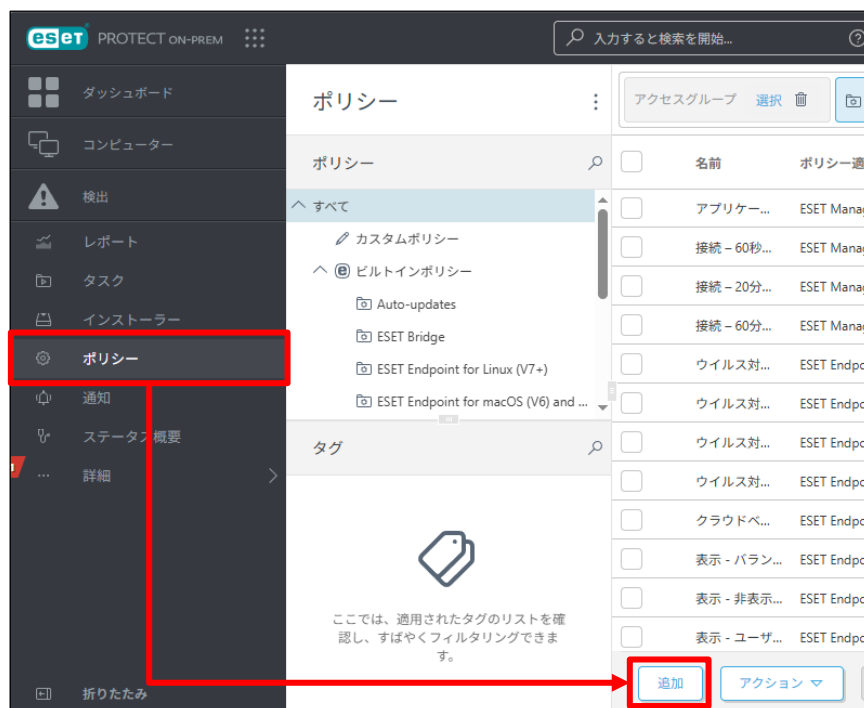 eset PROTECT ON-PREM
入力すると検索を開始...
ダッシュボード
コンピューター
検出
レポート
タスク
インストーラー
ポリシー
通知
ステータス概要
詳細
折りたたみ
ポリシー
ポリシー
すべて
カスタムポリシー
ビルトインポリシー
Auto-updates
ESET Bridge
ESET Endpoint for Linux (V7+)
ESET Endpoint for macOS (V6) and ...
タグ
ここでは、適用されたタグのリストを確
認し、すばやくフィルタリングできま
す。
アクセスグループ 選択
名前 ポリシー適
アプリケー... ESET Manag
接続 – 60秒... ESET Manag
接続 – 20分... ESET Manag
接続 – 60分... ESET Manag
ウイルス対... ESET Endpo
ウイルス対... ESET Endpo
ウイルス対... ESET Endpo
ウイルス対... ESET Endpo
クラウドベ... ESET Endpo
表示 - バラン... ESET Endpo
表示 - 非表示... ESET Endpo
表示 - ユーザ... ESET Endpo
追加 アクション